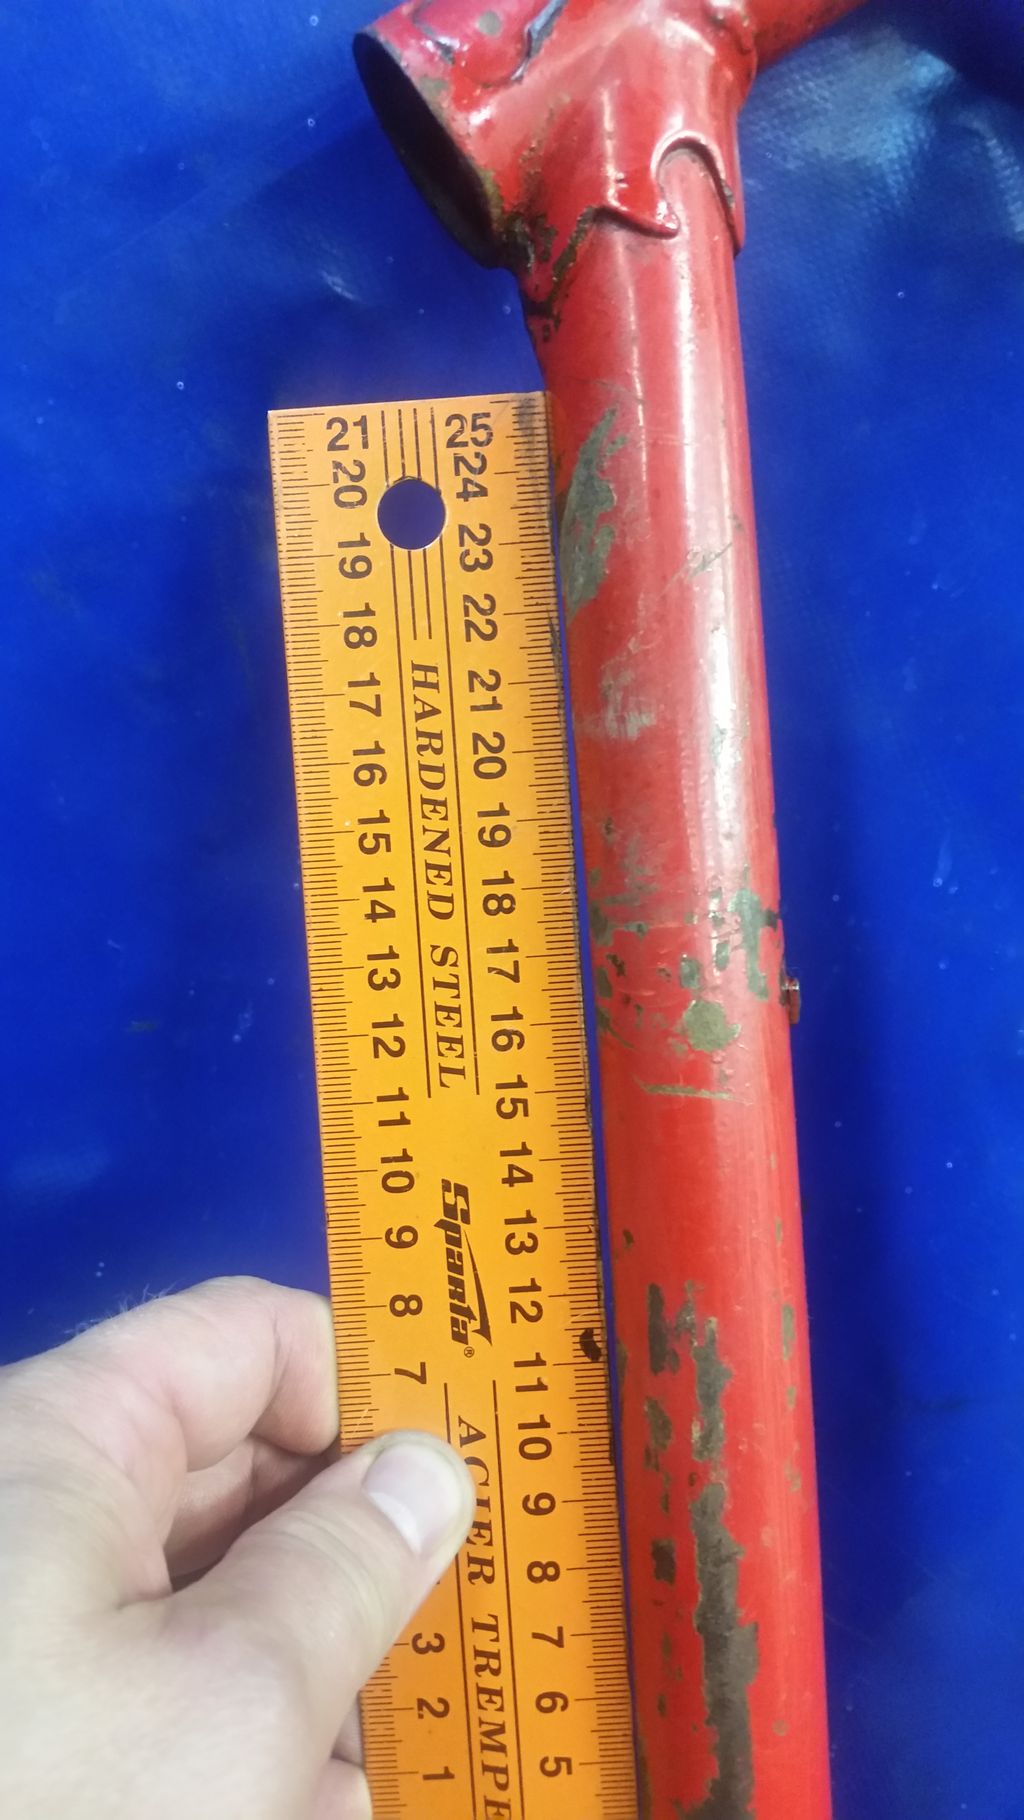 21 20 19 18 17 16 15 14 13 12 11 10 9 8 7 3 2 1
HARDENED STEEL
Sparta®
ACIER TREMPE
25 24 23 22 21 20 19 18 17 16 15 14 13 12 11 10 9 8 7 6 5